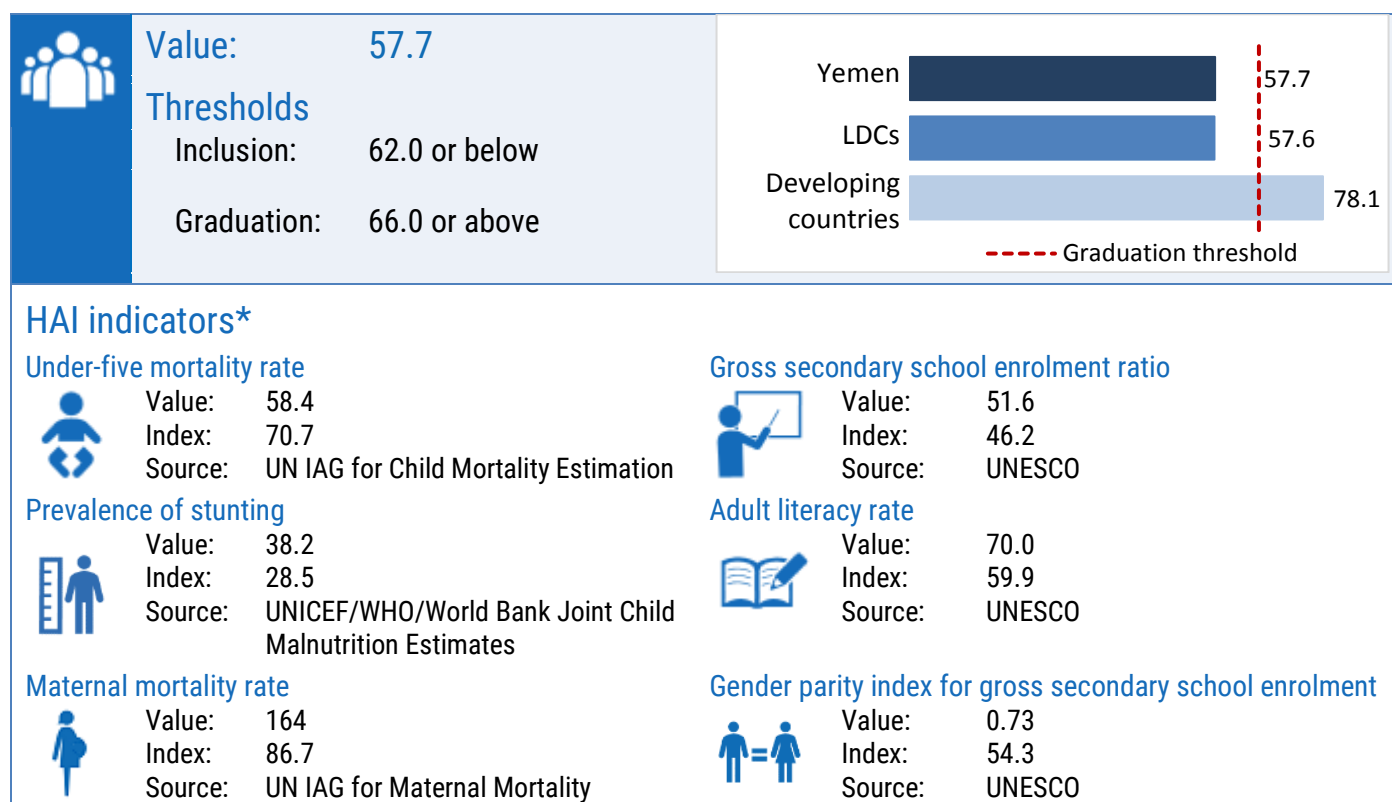 Value: 57.7
Thresholds
Inclusion: 62.0 or below
Graduation: 66.0 or above
Yemen 57.7
LDCs 57.6
Developing
countries 78.1
Graduation threshold
HAI indicators*
Under-five mortality rate
Value: 58.4
Index: 70.7
Source: UN IAG for Child Mortality Estimation
Prevalence of stunting
Value: 38.2
Index: 28.5
Source: UNICEF/WHO/World Bank Joint Child
Malnutrition Estimates
Maternal mortality rate
Value: 164
Index: 86.7
Source: UN IAG for Maternal Mortality
Gross secondary school enrolment ratio
Value: 51.6
Index: 46.2
Source: UNESCO
Adult literacy rate
Value: 70.0
Index: 59.9
Source: UNESCO
Gender parity index for gross secondary school enrolment
Value: 0.73
Index: 54.3
Source: UNESCO